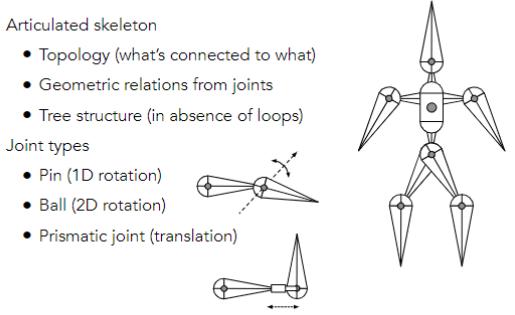 Articulated skeleton
• Topology (what's connected to what)
• Geometric relations from joints
• Tree structure (in absence of loops)
Joint types
• Pin (1D rotation)
• Ball (2D rotation)
• Prismatic joint (translation)